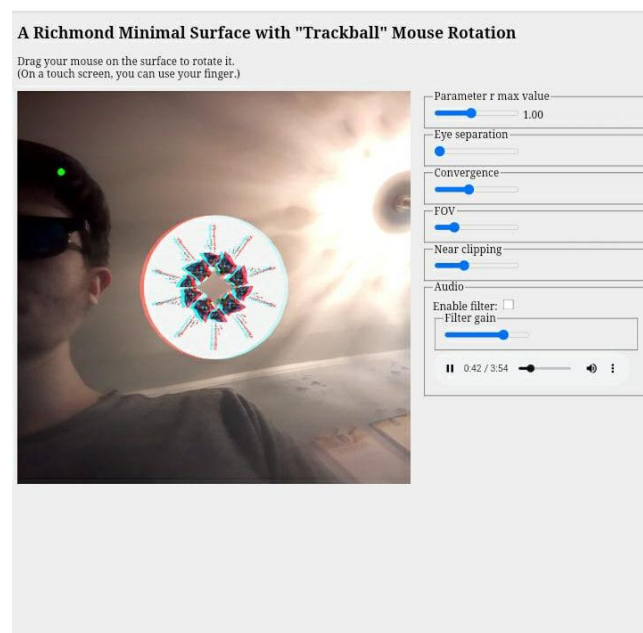 A Richmond Minimal Surface with "Trackball" Mouse Rotation
Drag your mouse on the surface to rotate it.
(On a touch screen, you can use your finger.)
Parameter r max value
1.00
Eye separation
Convergence
FOV
Near clipping
Audio
Enable filter:
Filter gain
0:42 / 3:54